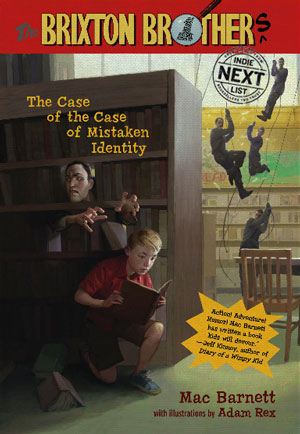 The BRIXTON BROTHERS
INDIE
NEXT
LIST
The Case
of the Case
of Mistaken
Identity
Action! Adventure!
Humor! Mac Barnett
has written a book
kids will devour."
—Jeff Kinney, author of
Diary of a Wimpy Kid
Mac Barnett
with illustrations by Adam Rex